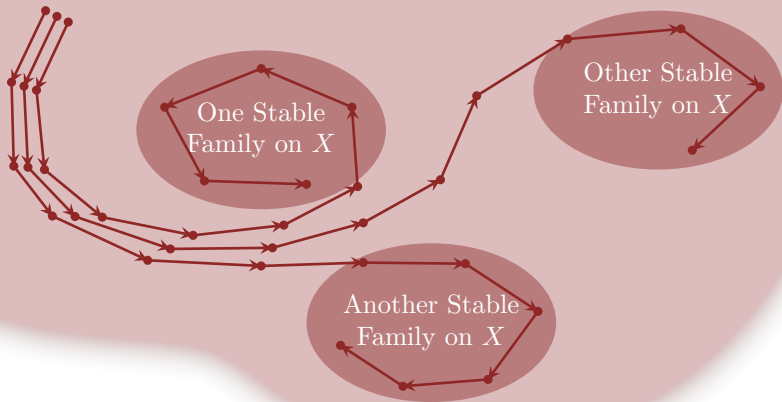 One Stable
Family on X
Other Stable
Family on X
Another Stable
Family on X